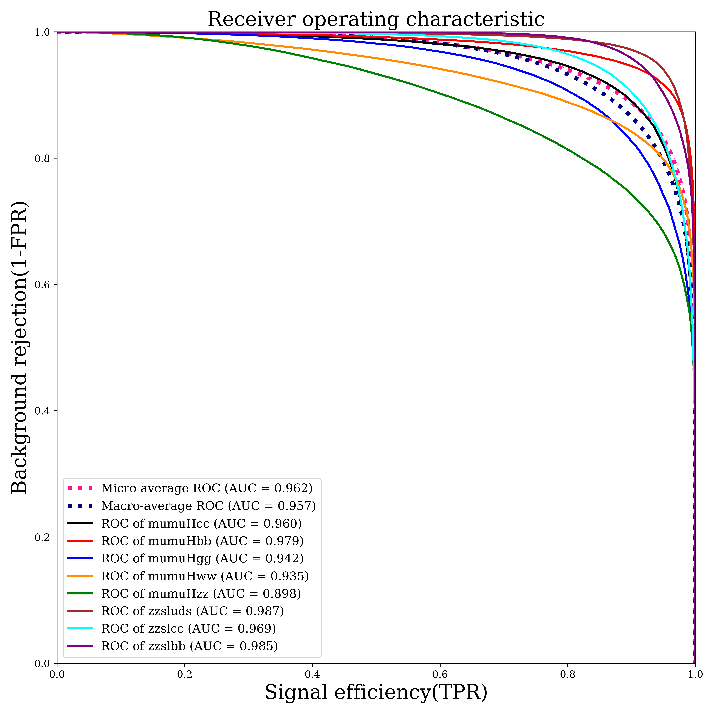 Receiver operating characteristic
1.0
0.8
0.6
0.4
0.2
0.0
Background rejection(1-FPR)
Micro-average ROC (AUC = 0.962)
Macro-average ROC (AUC = 0.957)
ROC of mumuHcc (AUC = 0.960)
ROC of mumuHbb (AUC = 0.979)
ROC of mumuHgg (AUC = 0.942)
ROC of mumuHww (AUC = 0.935)
ROC of mumuHzz (AUC = 0.898)
ROC of zzsluds (AUC = 0.987)
ROC of zzslcc (AUC = 0.969)
ROC of zzslbb (AUC = 0.985)
0.0 0.2 0.4 0.6 0.8 1.0
Signal efficiency(TPR)